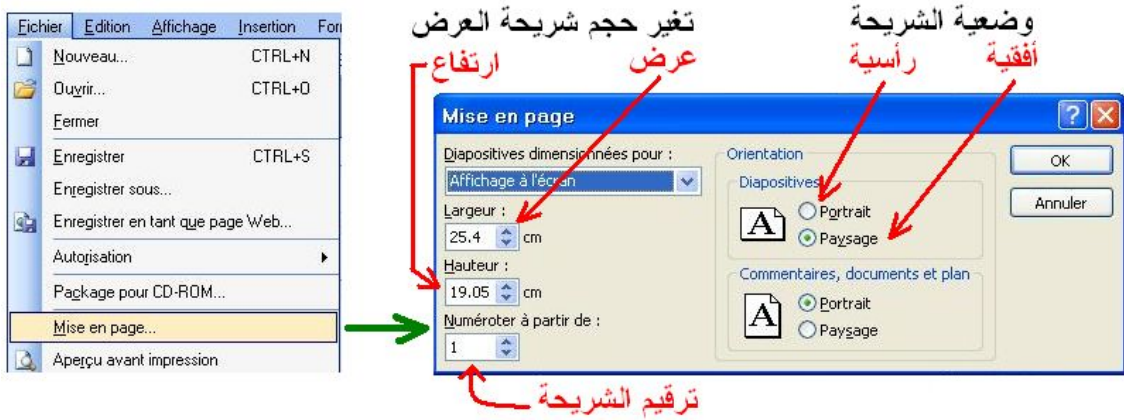 Fichier Edition Affichage Insertion For
Nouveau... CTRL+N
Ouvrir... CTRL+O
Fermer
Enregistrer CTRL+S
Enregistrer sous...
Enregistrer en tant que page Web...
Autorisation
Package pour CD-ROM...
Mise en page...
Aperçu avant impression
تغير حجم شريحة العرض
عرض ارتفاع
وضعية الشريحة
أفقية رأسية
Mise en page
Diapositives dimensionnées pour :
Affichage à l'écran
Largeur :
25.4 cm
Hauteur :
19.05 cm
Numéroter à partir de :
1
Orientation
Diapositives
A
Portrait
Paysage
Commentaires, documents et plan
A
Portrait
Paysage
OK
Annuler
ترقيم الشريحة